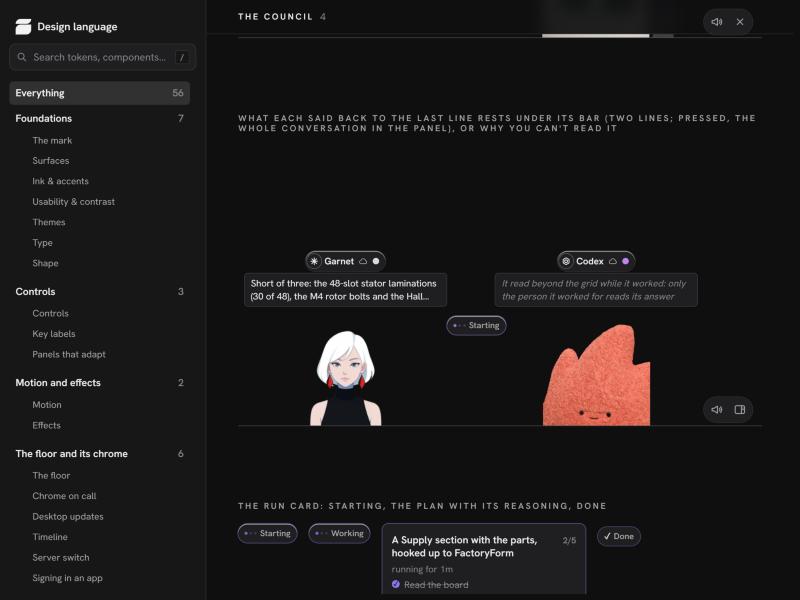 Design language
Search tokens, components... /
Everything 56
Foundations 7
The mark
Surfaces
Ink & accents
Usability & contrast
Themes
Type
Shape
Controls 3
Controls
Key labels
Panels that adapt
Motion and effects 2
Motion
Effects
The floor and its chrome 6
The floor
Chrome on call
Desktop updates
Timeline
Server switch
Signing in an app
THE COUNCIL 4
WHAT EACH SAID BACK TO THE LAST LINE RESTS UNDER ITS BAR (TWO LINES; PRESSED, THE
WHOLE CONVERSATION IN THE PANEL), OR WHY YOU CAN'T READ IT
Garnet
Short of three: the 48-slot stator laminations
(30 of 48), the M4 rotor bolts and the Hall...
Codex
It read beyond the grid while it worked: only
the person it worked for reads its answer
Starting
THE RUN CARD: STARTING, THE PLAN WITH ITS REASONING, DONE
Starting
Working
A Supply section with the parts, 2/5
hooked up to FactoryForm
running for 1m
Read the board
✓ Done